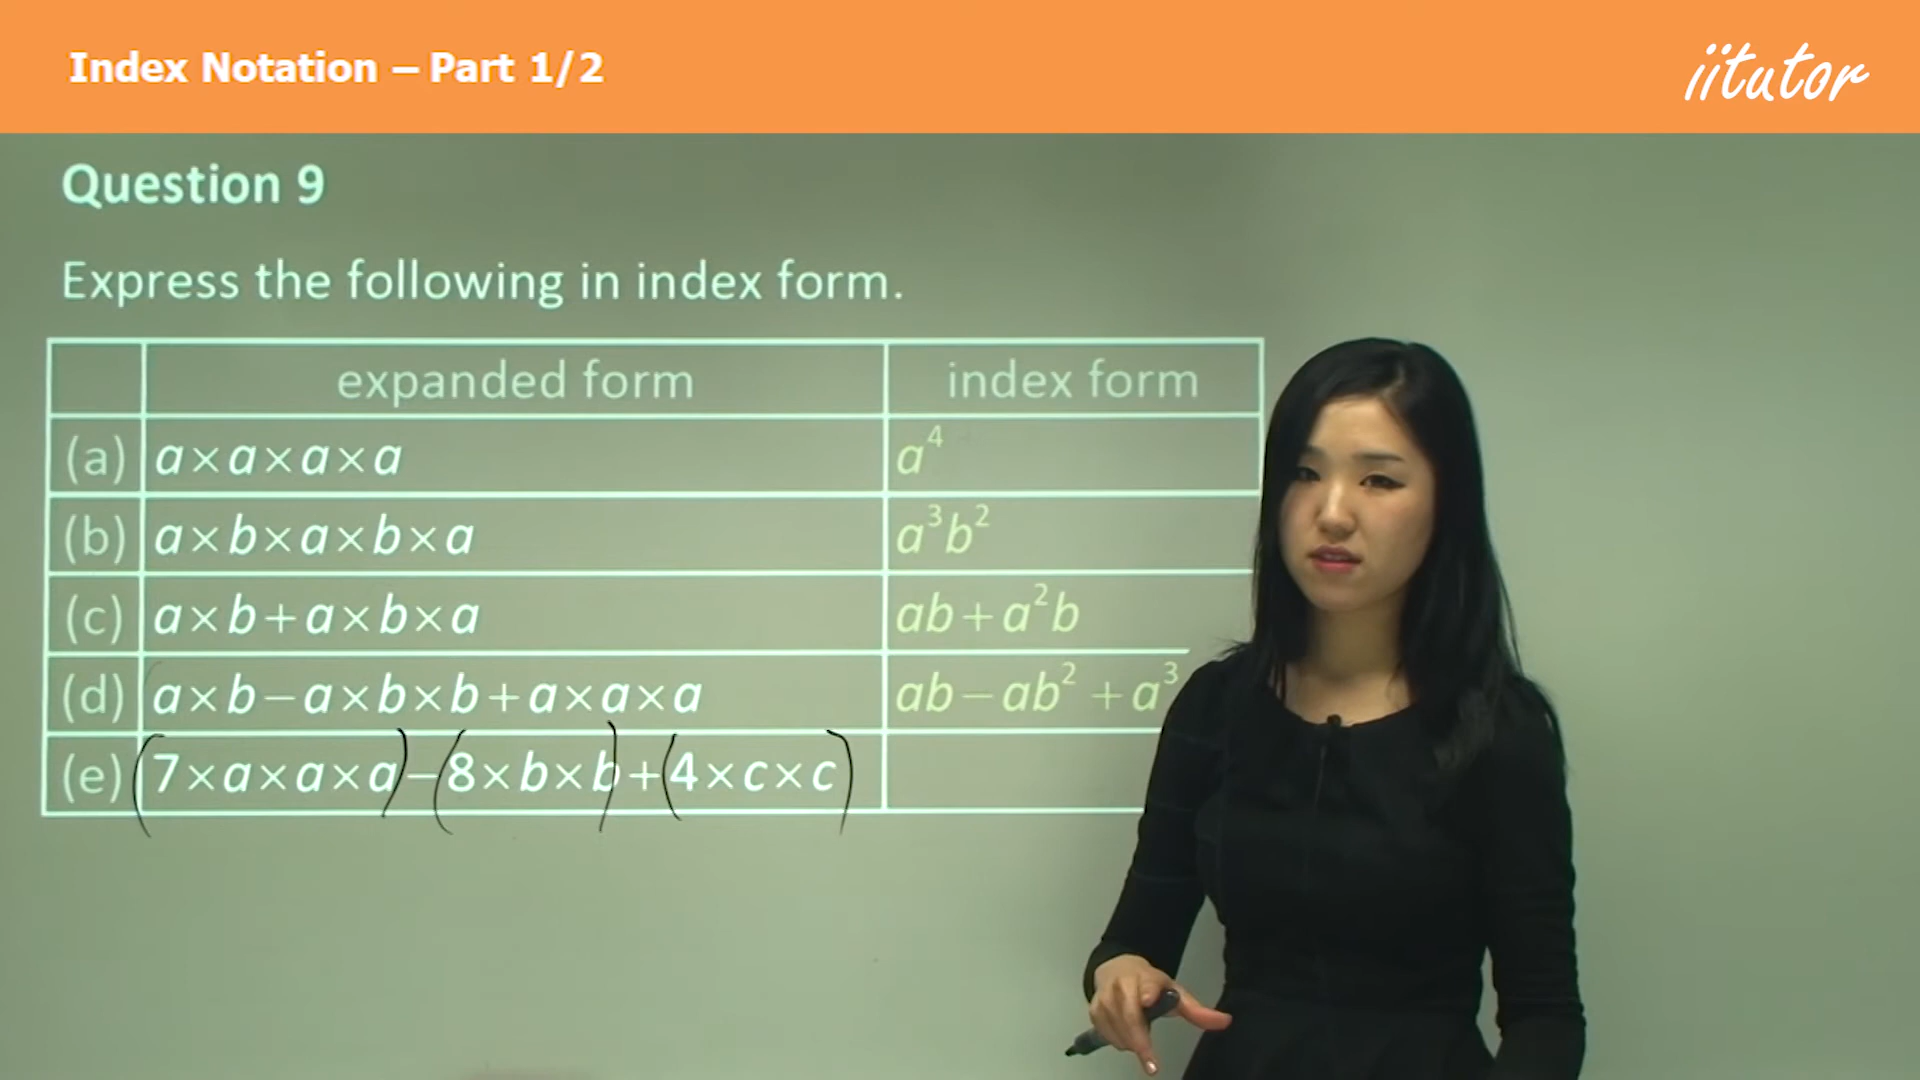 Index Notation – Part 1/2
iitutor
Question 9
Express the following in index form.
expanded form index form
(a) a×a×a×a a⁴
(b) a×b×a×b×a a³b²
(c) a×b+a×b×a ab+a²b
(d) a×b−a×b×b+a×a×a ab−ab²+a³
(e) (7×a×a×a)−(8×b×b)+(4×c×c)